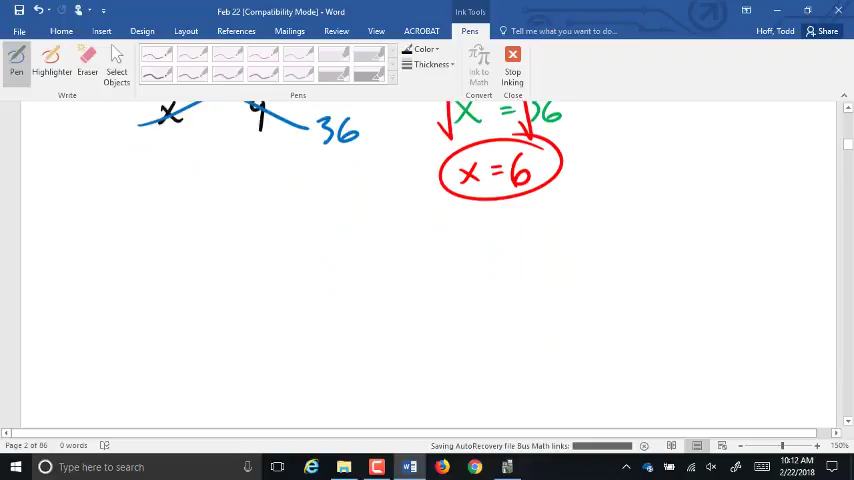 Feb 22 [Compatibility Mode] - Word
Ink Tools
Hoff, Todd
Share
File
Home
Insert
Design
Layout
References
Mailings
Review
View
ACROBAT
Pens
Tell me what you want to do...
Pen
Highlighter
Eraser
Select
Objects
Color
Thickness
Ink to
Math
Stop
Inking
Write
Pens
Convert
Close
x
36
x = 36
x = 6
Page 2 of 86
0 words
Saving AutoRecovery file Bus Math links:
150%
Type here to search
10:12 AM
2/22/2018